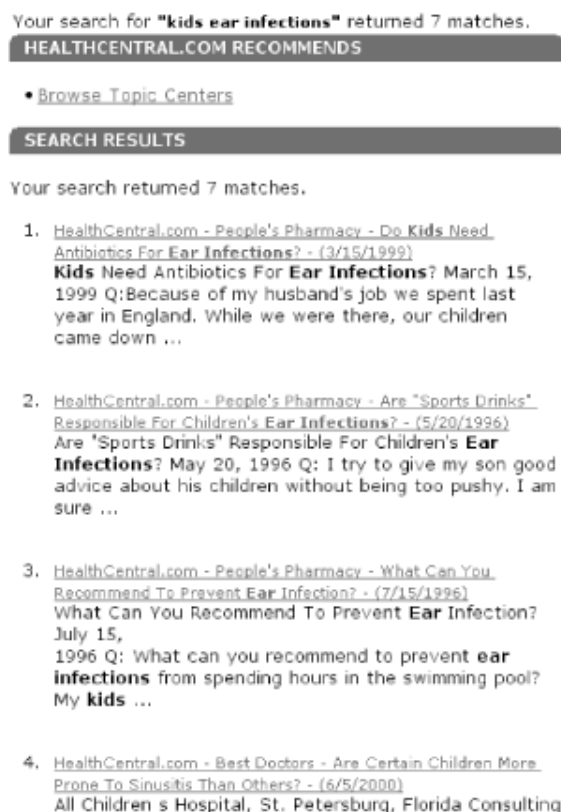 Your search for "kids ear infections" returned 7 matches.
HEALTHCENTRAL.COM RECOMMENDS
• Browse Topic Centers
SEARCH RESULTS
Your search returned 7 matches.
1. HealthCentral.com - People's Pharmacy - Do Kids Need
Antibiotics For Ear Infections? - (3/15/1999)
Kids Need Antibiotics For Ear Infections? March 15,
1999 Q:Because of my husband's job we spent last
year in England. While we were there, our children
came down ...
2. HealthCentral.com - People's Pharmacy - Are "Sports Drinks"
Responsible For Children's Ear Infections? - (5/20/1996)
Are "Sports Drinks" Responsible For Children's Ear
Infections? May 20, 1996 Q: I try to give my son good
advice about his children without being too pushy. I am
sure ...
3. HealthCentral.com - People's Pharmacy - What Can You
Recommend To Prevent Ear Infection? - (7/15/1996)
What Can You Recommend To Prevent Ear Infection?
July 15,
1996 Q: What can you recommend to prevent ear
infections from spending hours in the swimming pool?
My kids ...
4. HealthCentral.com - Best Doctors - Are Certain Children More
Prone To Sinusitis Than Others? - (6/5/2000)
All Children s Hospital, St. Petersburg, Florida Consulting